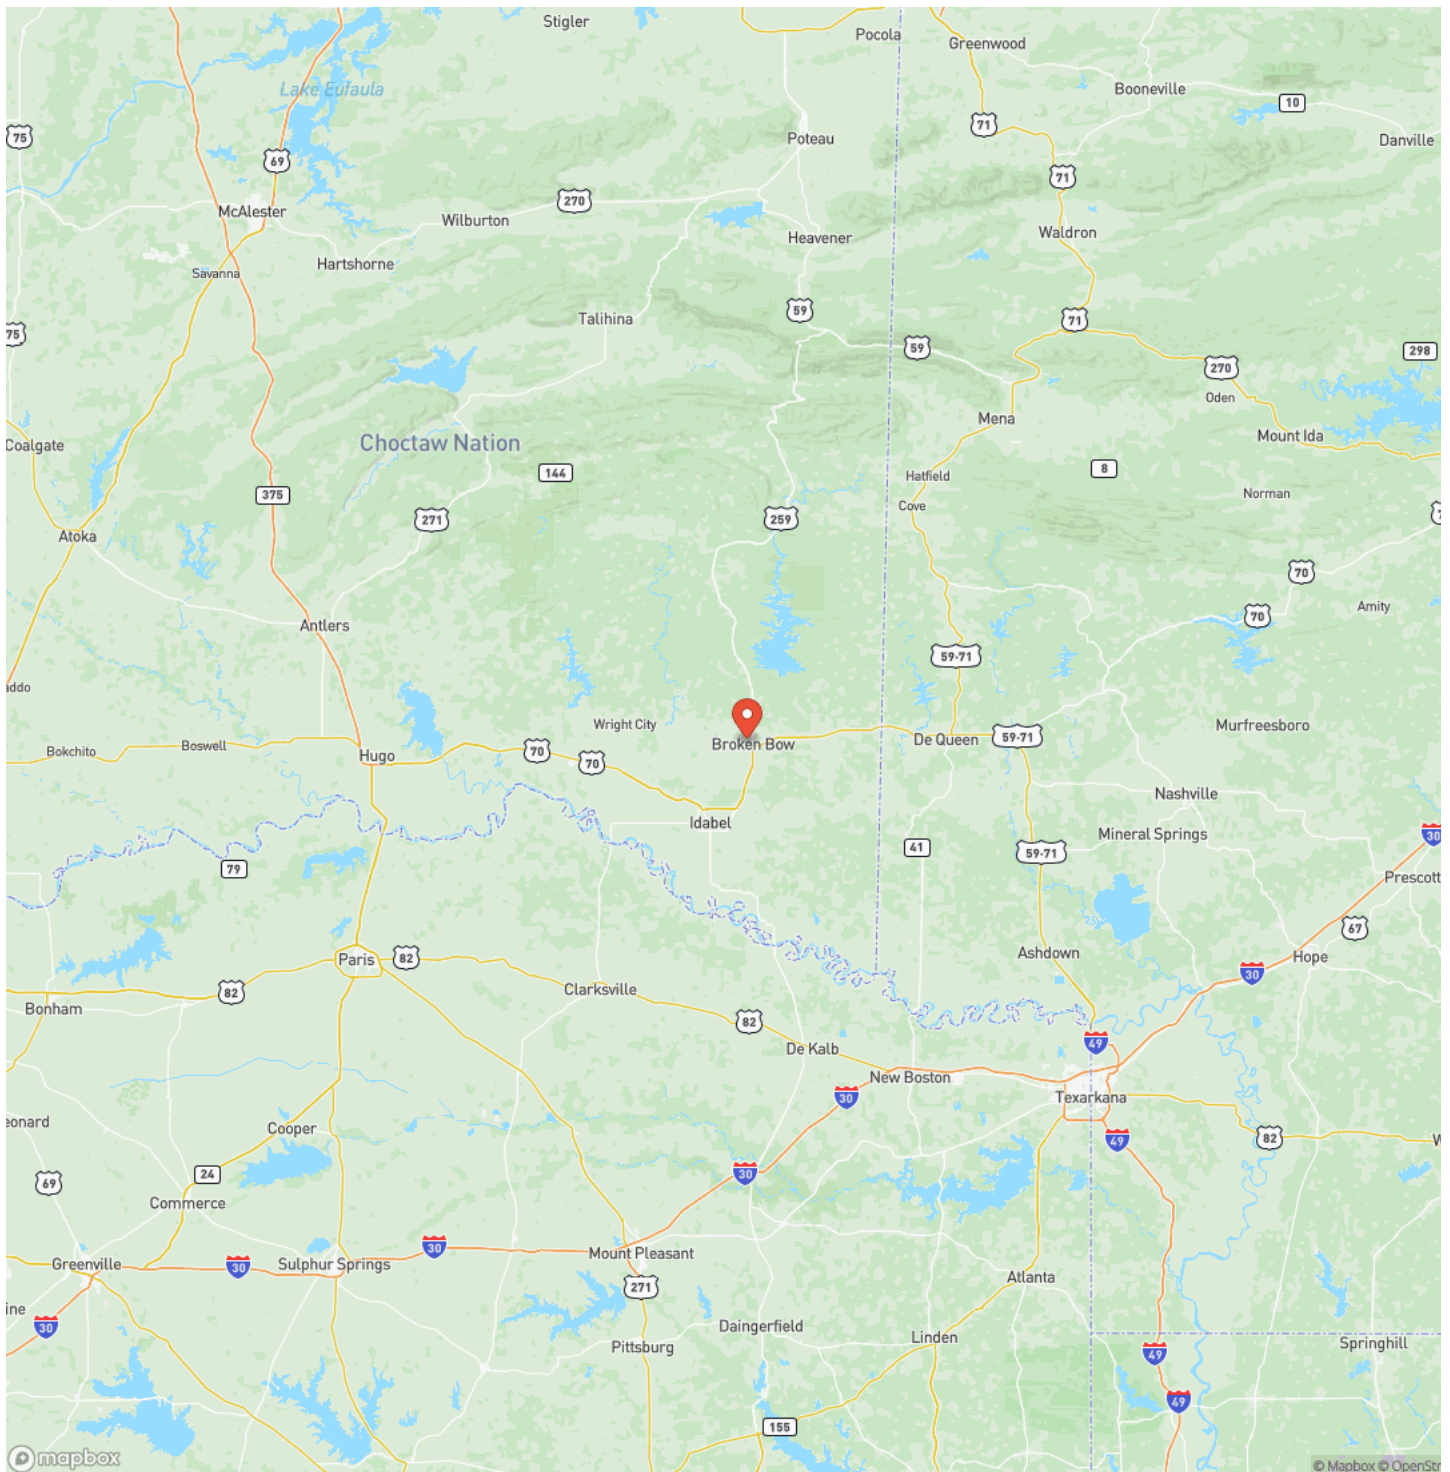 Stigler
Pocola
Greenwood
Lake Eufaula
Booneville
10
75
69
71
Poteau
Danville
71
McAlester
270
Wilburton
Heavener
Waldron
Savanna
Hartshorne
59
Talihina
71
75
59
298
270
Oden
Mena
Coalgate
Choctaw Nation
Mount Ida
144
8
Hatfield
375
Norman
Cove
271
259
Atoka
70
Amity
70
Antlers
59-71
addo
Wright City
Murfreesboro
Bokchito
Boswell
70
Broken Bow
De Queen
59-71
Hugo
70
Nashville
Idabel
Mineral Springs
30
41
59-71
79
Prescott
67
Paris
82
Ashdown
Hope
30
82
Clarksville
Bonham
82
49
De Kalb
New Boston
30
Texarkana
eonard
Cooper
49
82
W
24
30
69
Commerce
30
Mount Pleasant
Greenville
30
Sulphur Springs
Atlanta
271
ine
30
Daingerfield
Linden
Pittsburg
Springhill
49
49
155
mapbox
© Mapbox © OpenStr